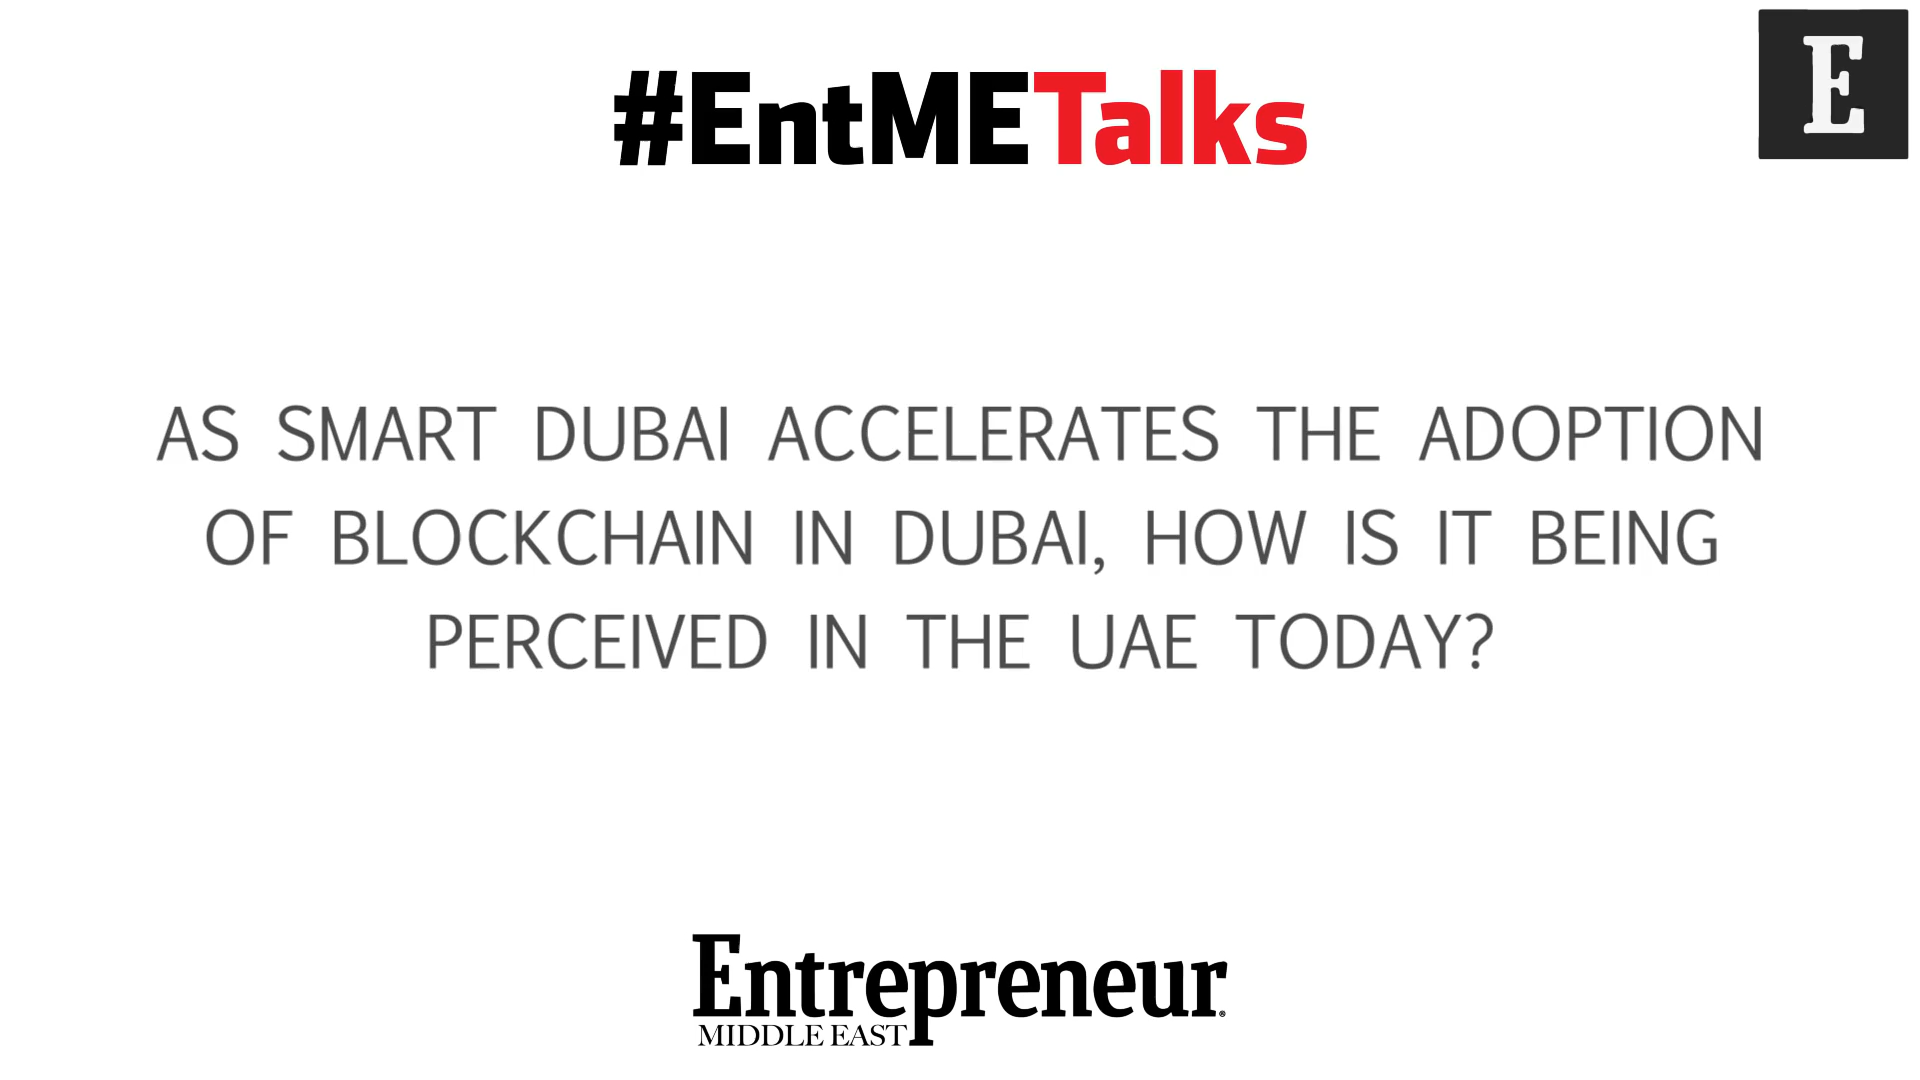 #EntMETalks
E
AS SMART DUBAI ACCELERATES THE ADOPTION
OF BLOCKCHAIN IN DUBAI, HOW IS IT BEING
PERCEIVED IN THE UAE TODAY?
Entrepreneur®
MIDDLE EAST